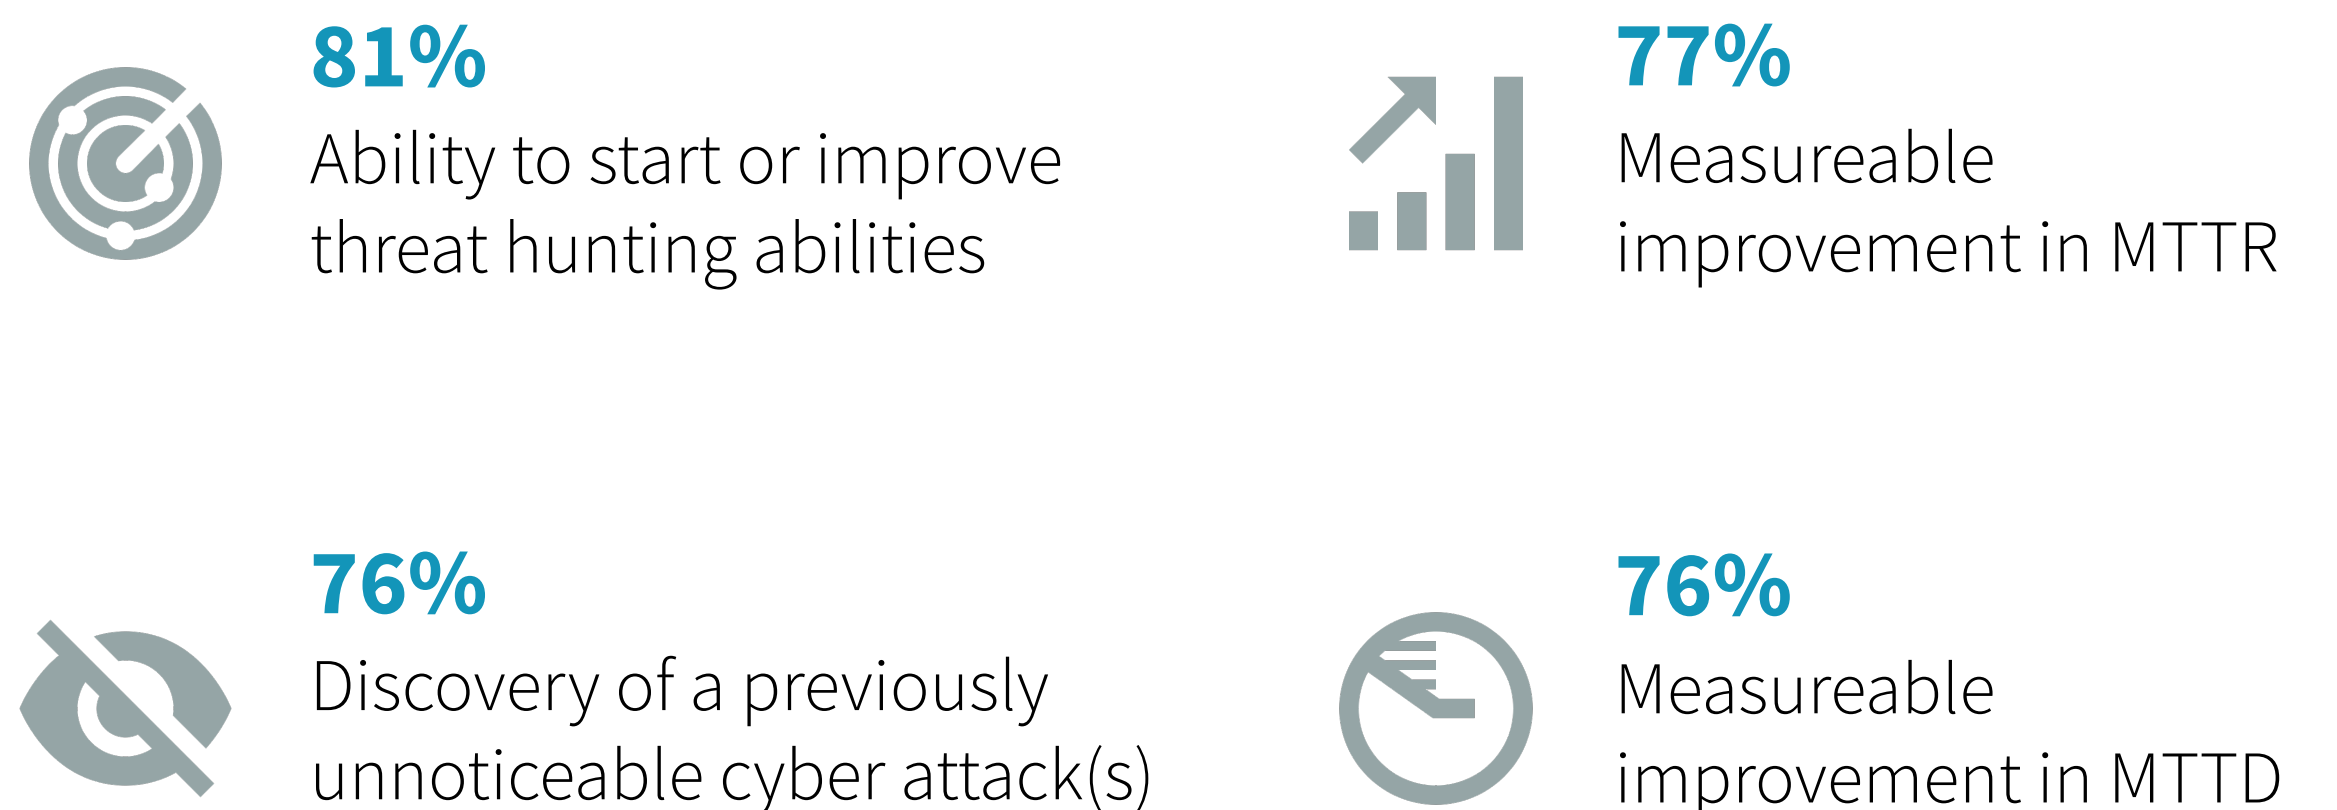 81%
Ability to start or improve
threat hunting abilities
77%
Measureable
improvement in MTTR
76%
Discovery of a previously
unnoticeable cyber attack(s)
76%
Measureable
improvement in MTTD